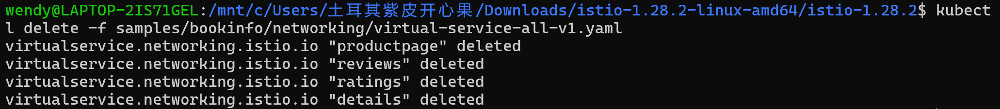 wendy@LAPTOP-2IS71GEL:/mnt/c/Users/土耳其紫皮开心果/Downloads/istio-1.28.2-linux-amd64/istio-1.28.2$ kubect
l delete -f samples/bookinfo/networking/virtual-service-all-v1.yaml
virtualservice.networking.istio.io "productpage" deleted
virtualservice.networking.istio.io "reviews" deleted
virtualservice.networking.istio.io "ratings" deleted
virtualservice.networking.istio.io "details" deleted